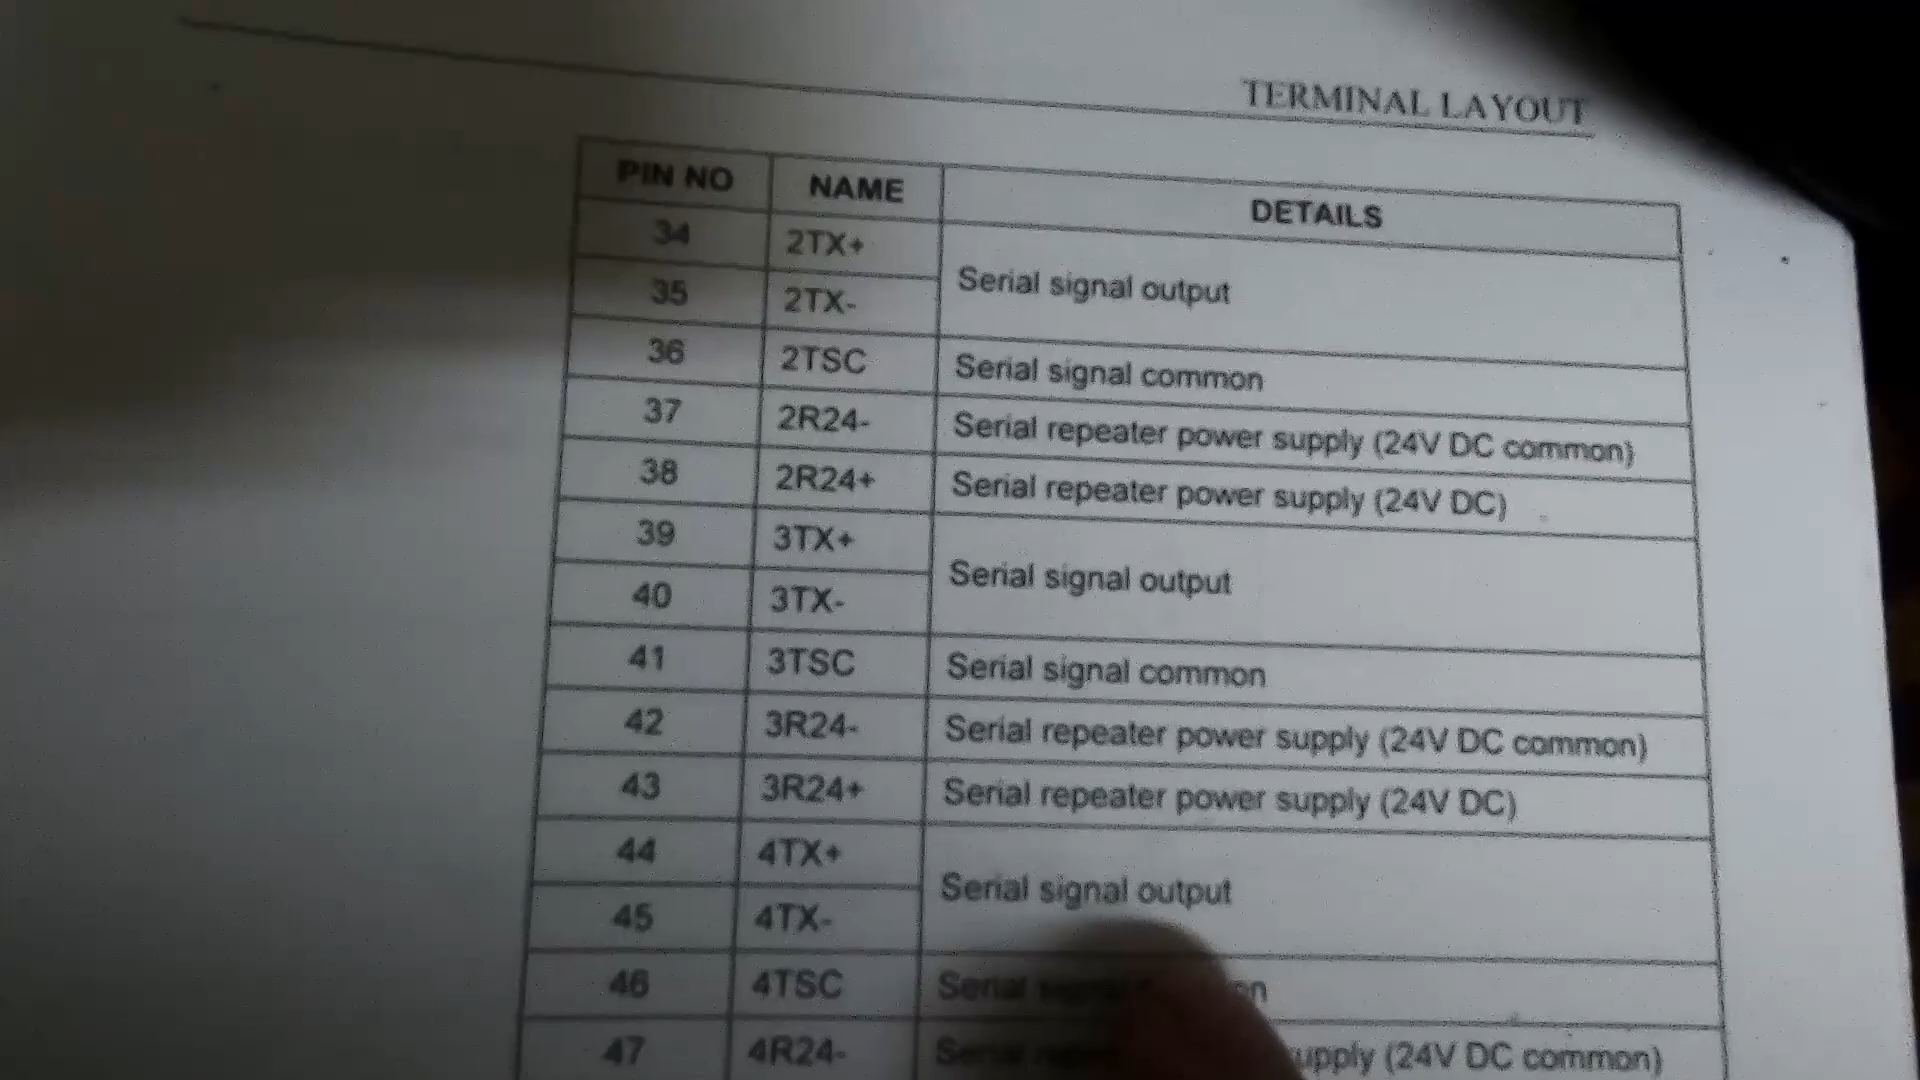 TERMINAL LAYOUT
PIN NO NAME DETAILS
34 2TX+ Serial signal output
35 2TX-
36 2TSC Serial signal common
37 2R24- Serial repeater power supply (24V DC common)
38 2R24+ Serial repeater power supply (24V DC)
39 3TX+ Serial signal output
40 3TX-
41 3TSC Serial signal common
42 3R24- Serial repeater power supply (24V DC common)
43 3R24+ Serial repeater power supply (24V DC)
44 4TX+ Serial signal output
45 4TX-
46 4TSC Serial
47 4R24- (24V DC common)